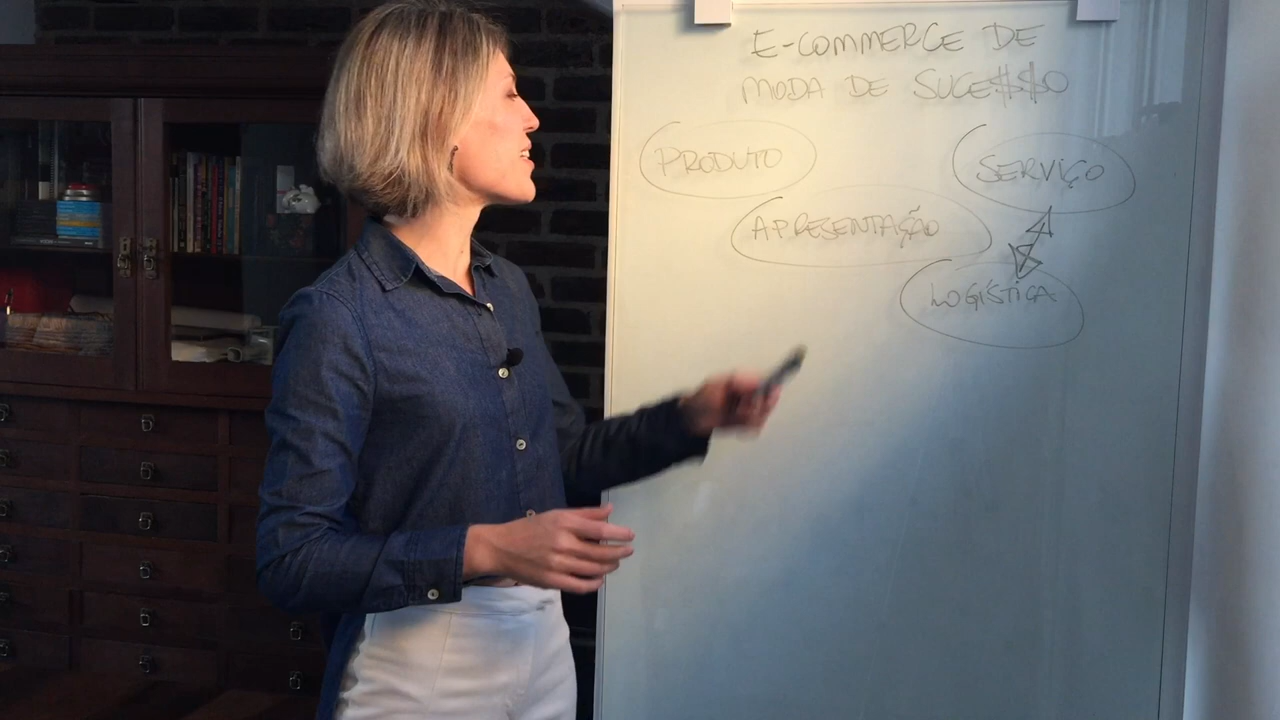 E-COMMERCE DE
MODA DE SUCE$$O
PRODUTO
SERVIÇO
APRESENTAÇÃO
LOGÍSTICA